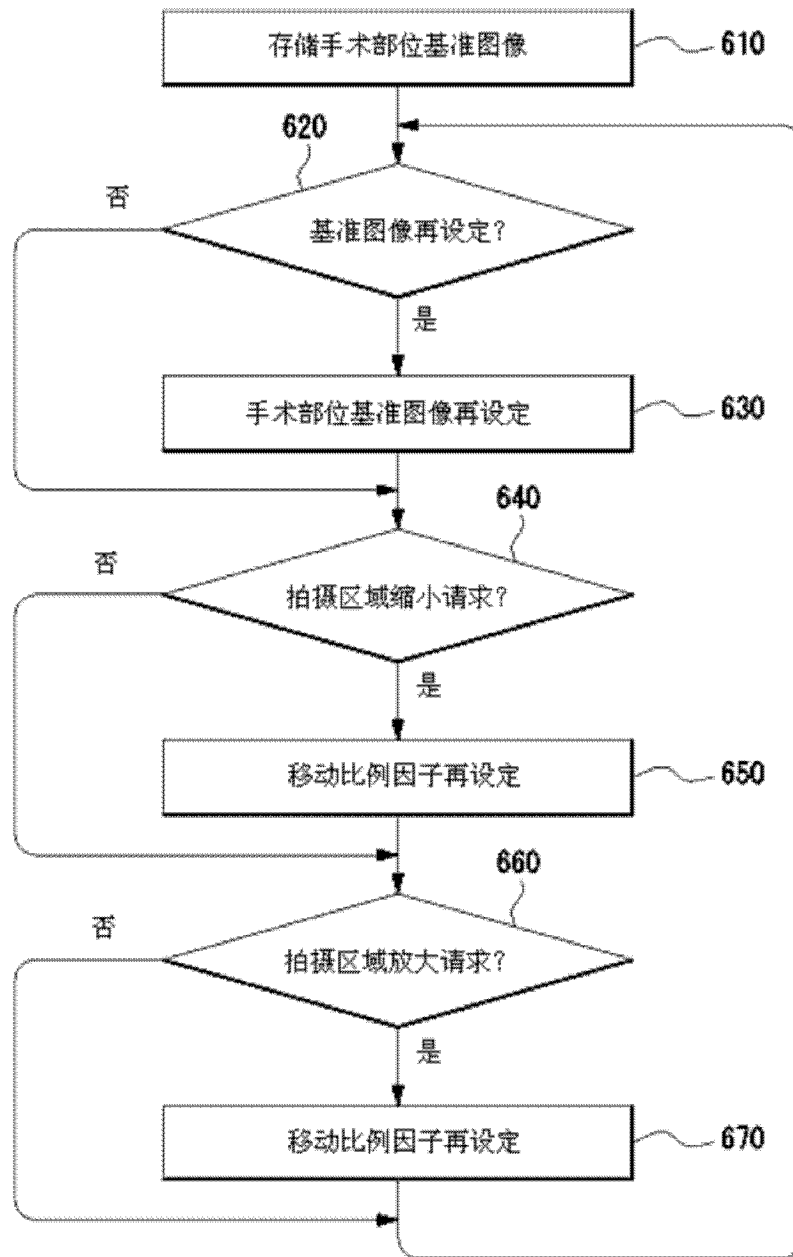 存储手术部位基准图像
610
620
否
基准图像再设定?
是
手术部位基准图像再设定
630
640
否
拍摄区域缩小请求?
是
移动比例因子再设定
650
660
否
拍摄区域放大请求?
是
移动比例因子再设定
670